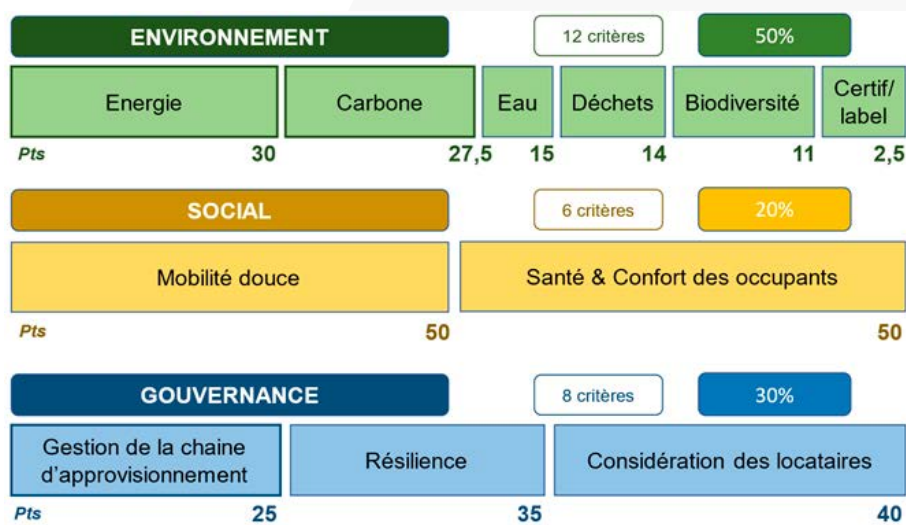 ENVIRONNEMENT 12 critères 50%
Energie Carbone Eau Déchets Biodiversité Certif/
label
Pts 30 27,5 15 14 11 2,5
SOCIAL 6 critères 20%
Mobilité douce Santé & Confort des occupants
Pts 50 50
GOUVERNANCE 8 critères 30%
Gestion de la chaine
d'approvisionnement Résilience Considération des locataires
Pts 25 35 40